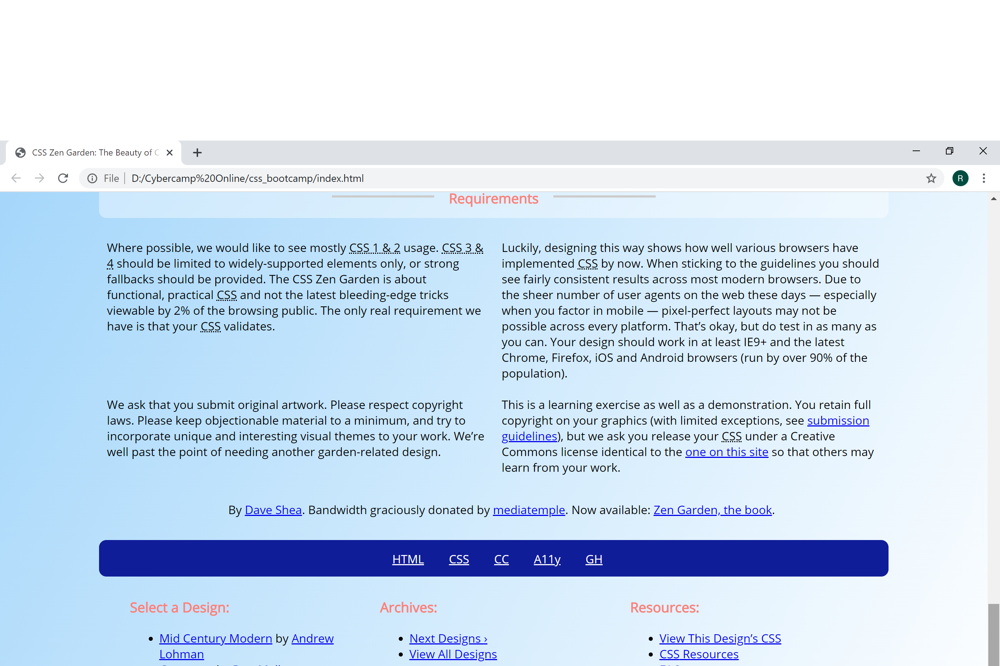 CSS Zen Garden: The Beauty of C
File
D:/Cybercamp%20Online/css_bootcamp/index.html
R
Requirements
Where possible, we would like to see mostly CSS 1 & 2 usage. CSS 3 &
4 should be limited to widely-supported elements only, or strong
fallbacks should be provided. The CSS Zen Garden is about
functional, practical CSS and not the latest bleeding-edge tricks
viewable by 2% of the browsing public. The only real requirement we
have is that your CSS validates.
Luckily, designing this way shows how well various browsers have
implemented CSS by now. When sticking to the guidelines you should
see fairly consistent results across most modern browsers. Due to
the sheer number of user agents on the web these days — especially
when you factor in mobile — pixel-perfect layouts may not be
possible across every platform. That’s okay, but do test in as many as
you can. Your design should work in at least IE9+ and the latest
Chrome, Firefox, iOS and Android browsers (run by over 90% of the
population).
We ask that you submit original artwork. Please respect copyright
laws. Please keep objectionable material to a minimum, and try to
incorporate unique and interesting visual themes to your work. We’re
well past the point of needing another garden-related design.
This is a learning exercise as well as a demonstration. You retain full
copyright on your graphics (with limited exceptions, see submission
guidelines), but we ask you release your CSS under a Creative
Commons license identical to the one on this site so that others may
learn from your work.
By Dave Shea. Bandwidth graciously donated by mediatemple. Now available: Zen Garden, the book.
HTML CSS CC A11y GH
Select a Design:
Mid Century Modern by Andrew
Lohman
Archives:
Next Designs ›
View All Designs
Resources:
View This Design’s CSS
CSS Resources